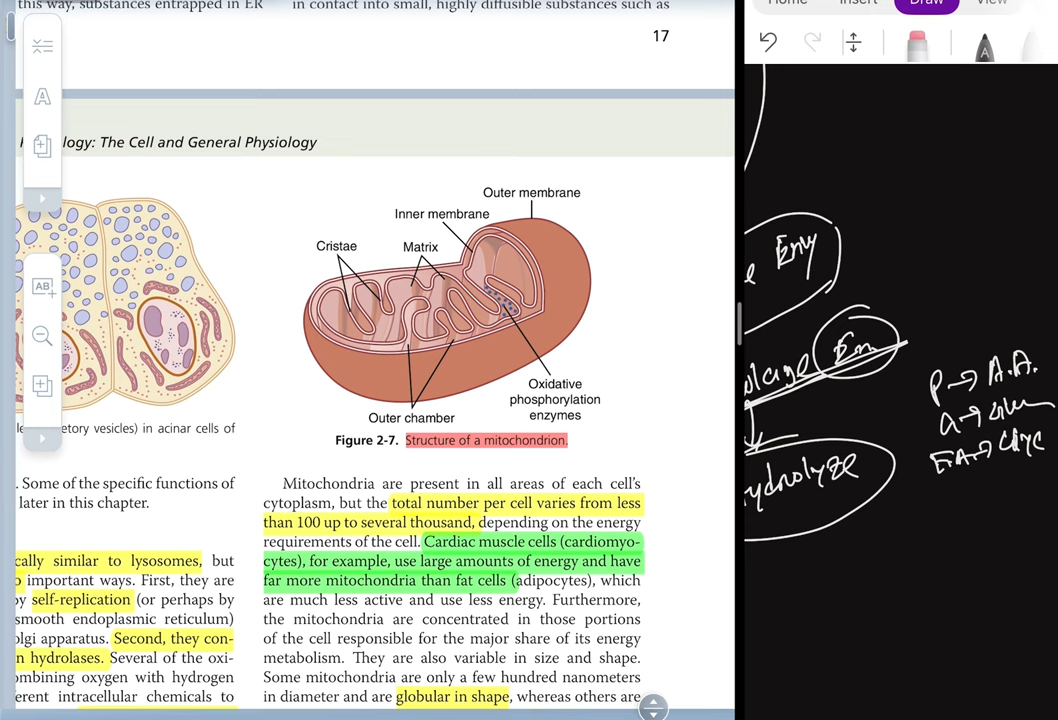 this way, substances entrapped in ER
in contact into small, highly diffusible substances such as
17
Home Insert Draw View
A
logy: The Cell and General Physiology
Outer membrane
Inner membrane
Cristae
Matrix
Oxidative
phosphorylation
enzymes
Outer chamber
Figure 2-7. Structure of a mitochondrion.
etory vesicles) in acinar cells of
. Some of the specific functions of
later in this chapter.
cally similar to lysosomes, but
o important ways. First, they are
by self-replication (or perhaps by
smooth endoplasmic reticulum)
olgi apparatus. Second, they con-
n hydrolases. Several of the oxi-
ombining oxygen with hydrogen
erent intracellular chemicals to
Mitochondria are present in all areas of each cell's
cytoplasm, but the total number per cell varies from less
than 100 up to several thousand, depending on the energy
requirements of the cell. Cardiac muscle cells (cardiomyo-
cytes), for example, use large amounts of energy and have
far more mitochondria than fat cells (adipocytes), which
are much less active and use less energy. Furthermore,
the mitochondria are concentrated in those portions
of the cell responsible for the major share of its energy
metabolism. They are also variable in size and shape.
Some mitochondria are only a few hundred nanometers
in diameter and are globular in shape, whereas others are
A
AB
e Eny
olage Em
ydrolyze
P → A.A.